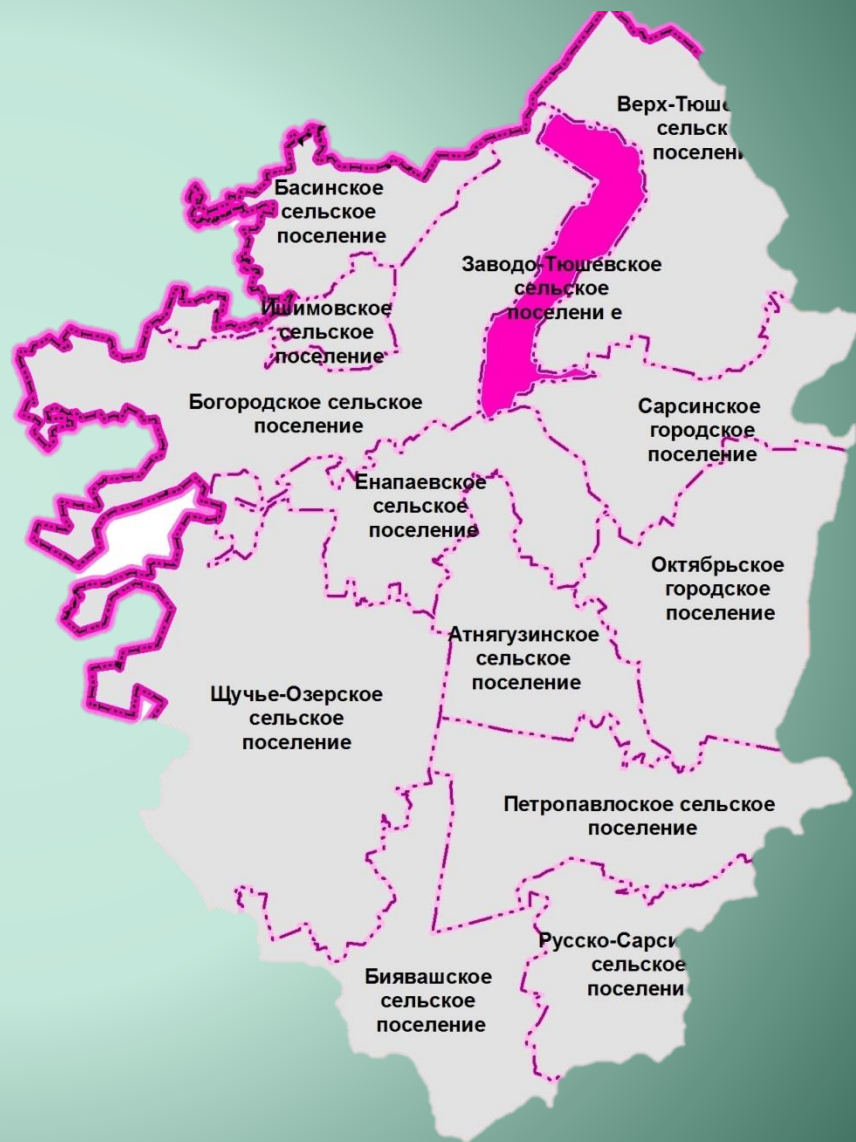 Верх-Тюше
сельск
поселени
Басинское
сельское
поселение
Заводо-Тюшевское
сельское
поселени е
Ишимовское
сельское
поселение
Богородское сельское
поселение
Сарсинское
городское
поселение
Енапаевское
сельское
поселение
Октябрьское
городское
поселение
Атнягузинское
сельское
поселение
Щучье-Озерское
сельское
поселение
Петропавлоское сельское
поселение
Русско-Сарси
сельское
поселени
Биявашское
сельское
поселение